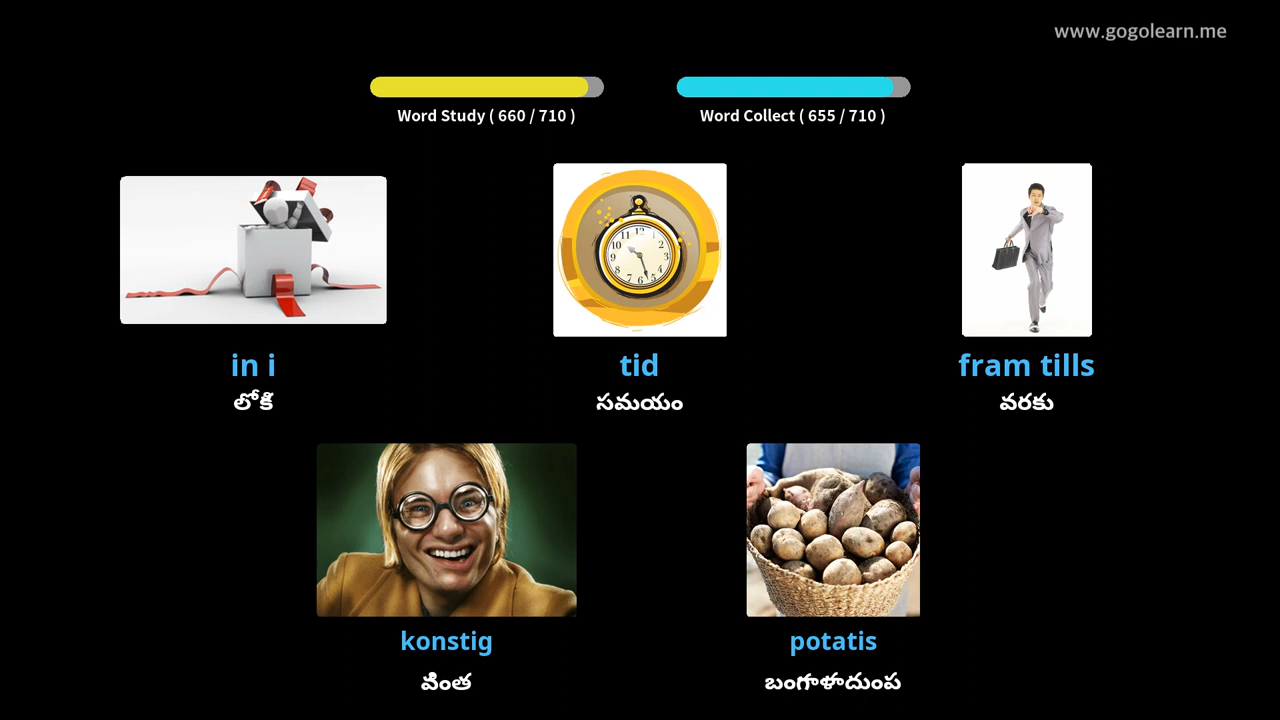 www.gogolearn.me
Word Study ( 660 / 710 )
Word Collect ( 655 / 710 )
in i
లోకి
tid
సమయం
fram tills
వరకు
konstig
వింత
potatis
బంగాళాదుంప